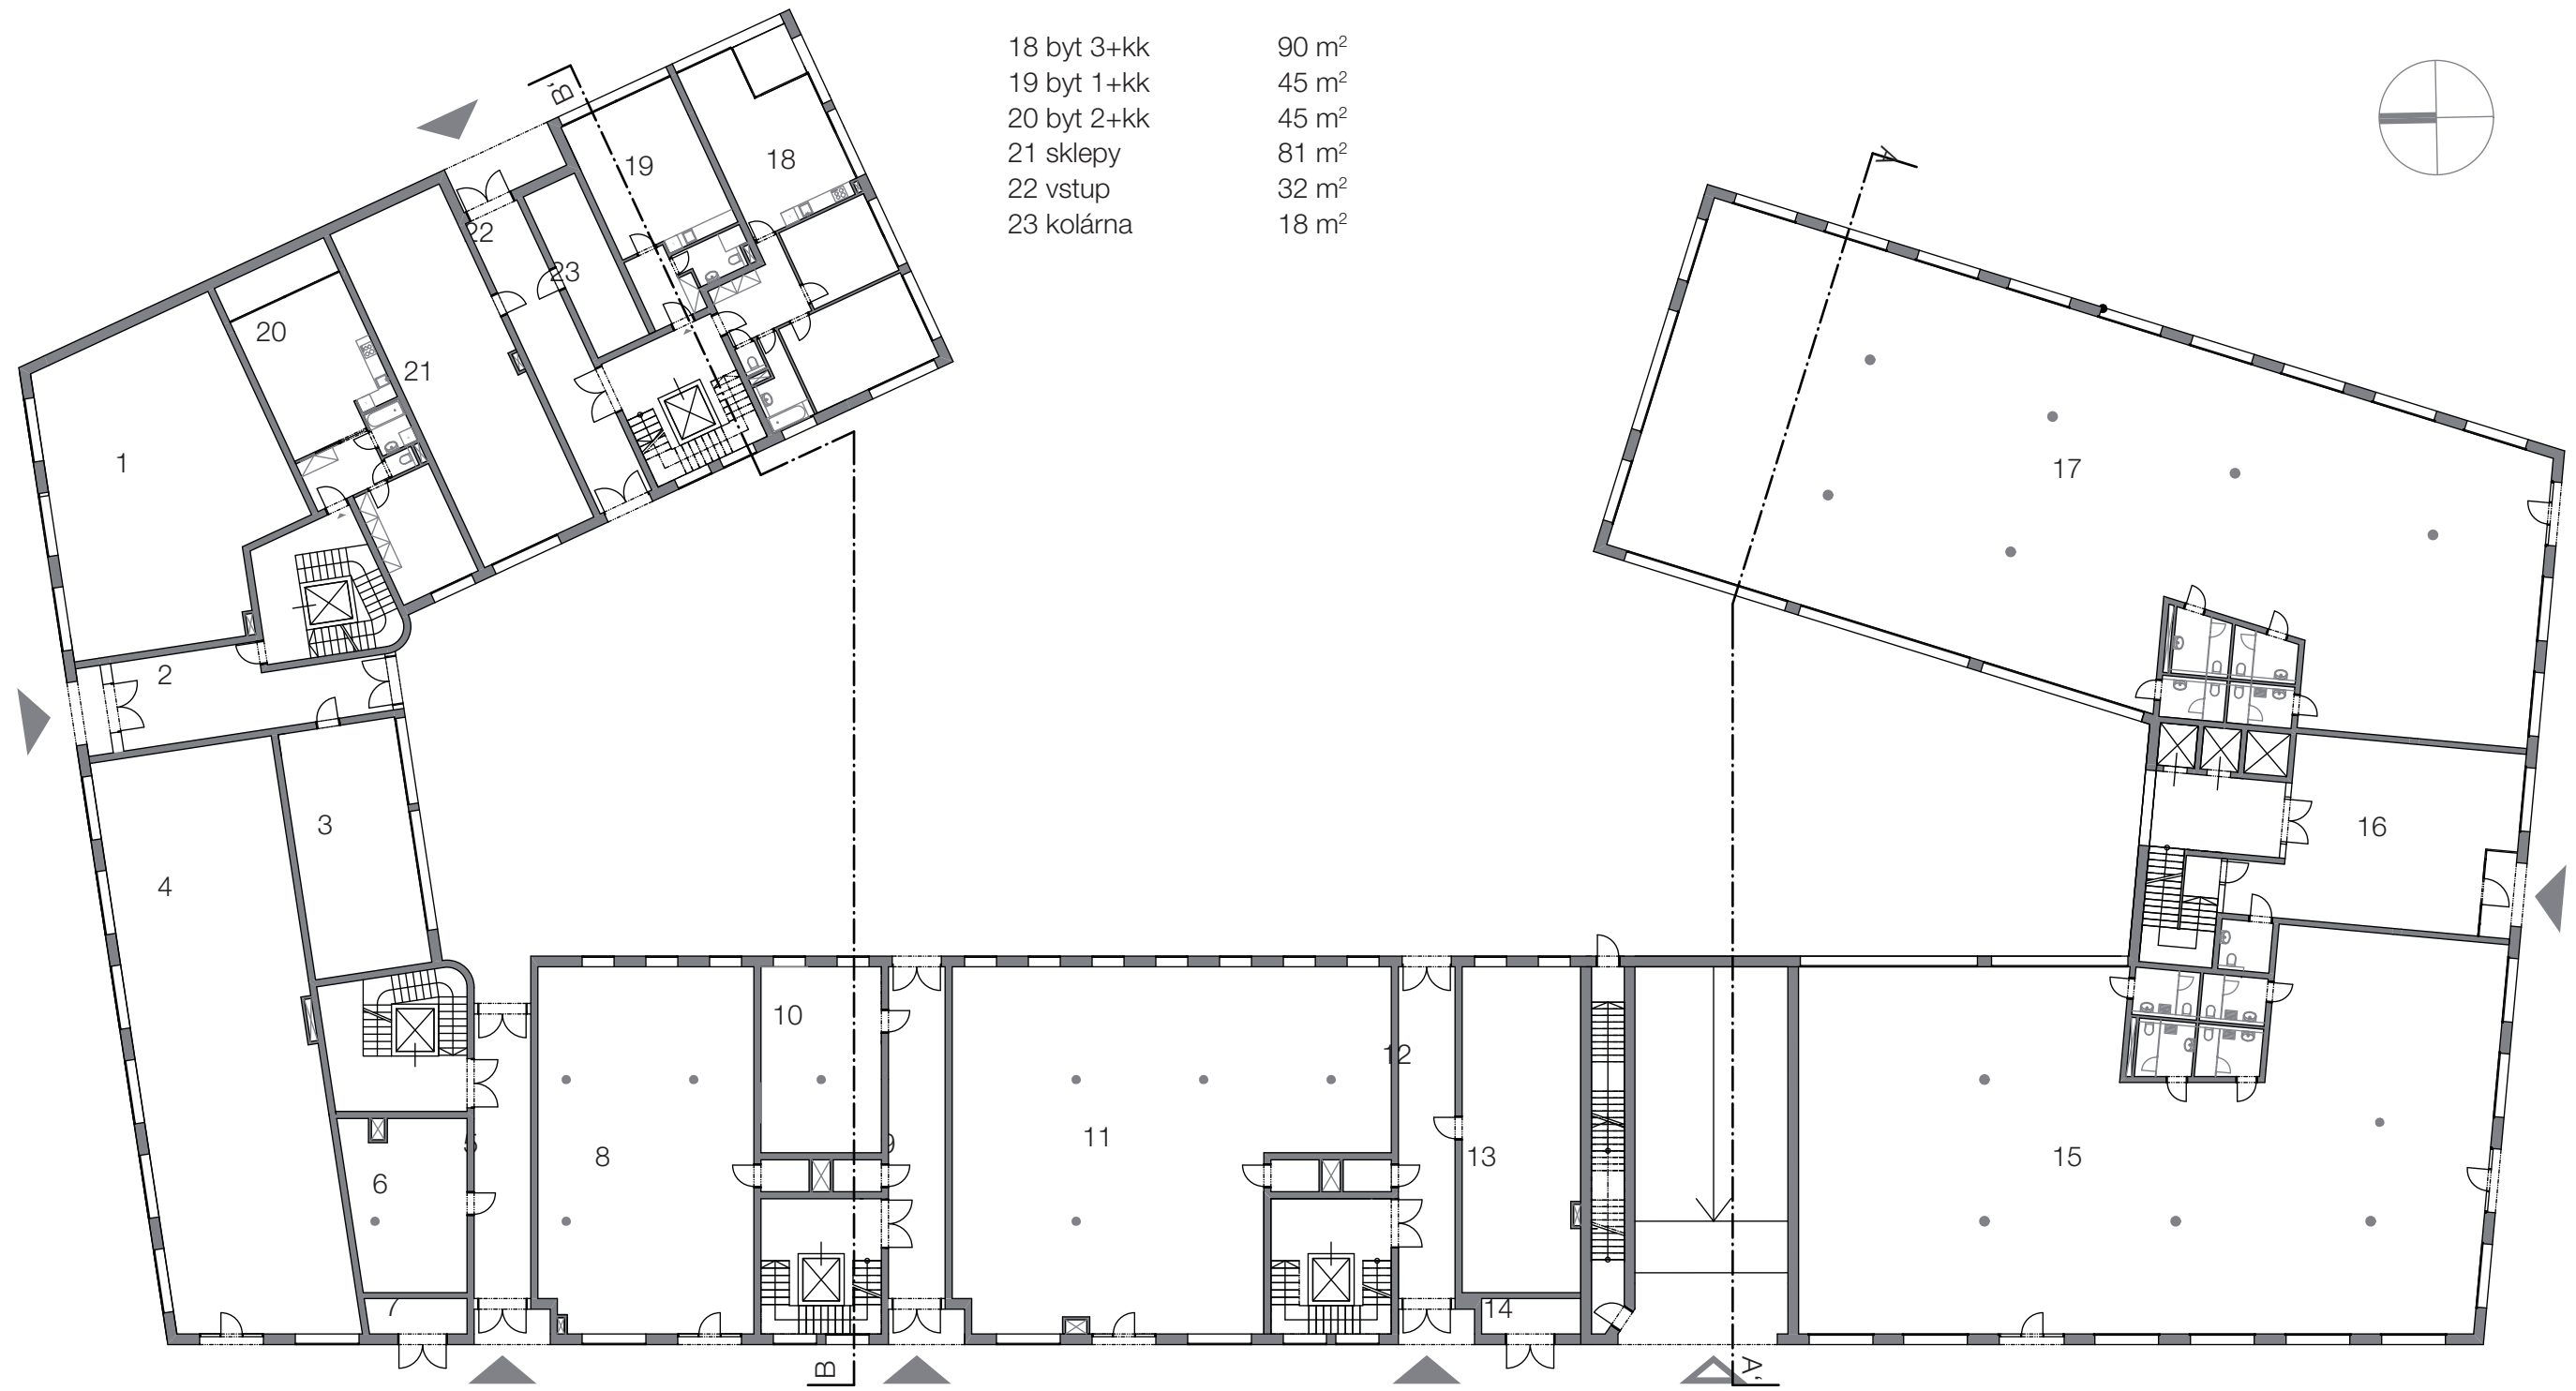 18 byt 3+kk 90 m²
19 byt 1+kk 45 m²
20 byt 2+kk 45 m²
21 sklepy 81 m²
22 vstup 32 m²
23 kolárna 18 m²
B'
A
19
18
22
23
20
21
17
1
2
3
16
4
10
12
5
9
11
8
13
15
6
7
14
B
A'